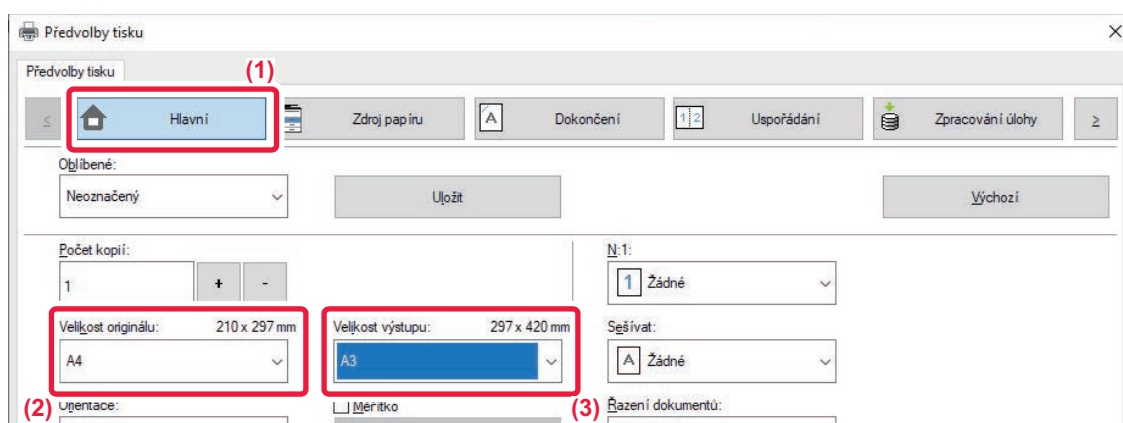 Předvolby tisku
Předvolby tisku
(1)
Hlavní
Zdroj papíru
Dokončení
Uspořádání
Zpracování úlohy
Oblíbené:
Neoznačený
Uložit
Výchozí
Počet kopií:
1
+
-
N:1:
1 Žádné
Velikost originálu: 210 x 297 mm
A4
Velikost výstupu: 297 x 420 mm
A3
Sešívat:
A Žádné
(2)
Orientace:
Měřítko
(3)
Řazení dokumentů: